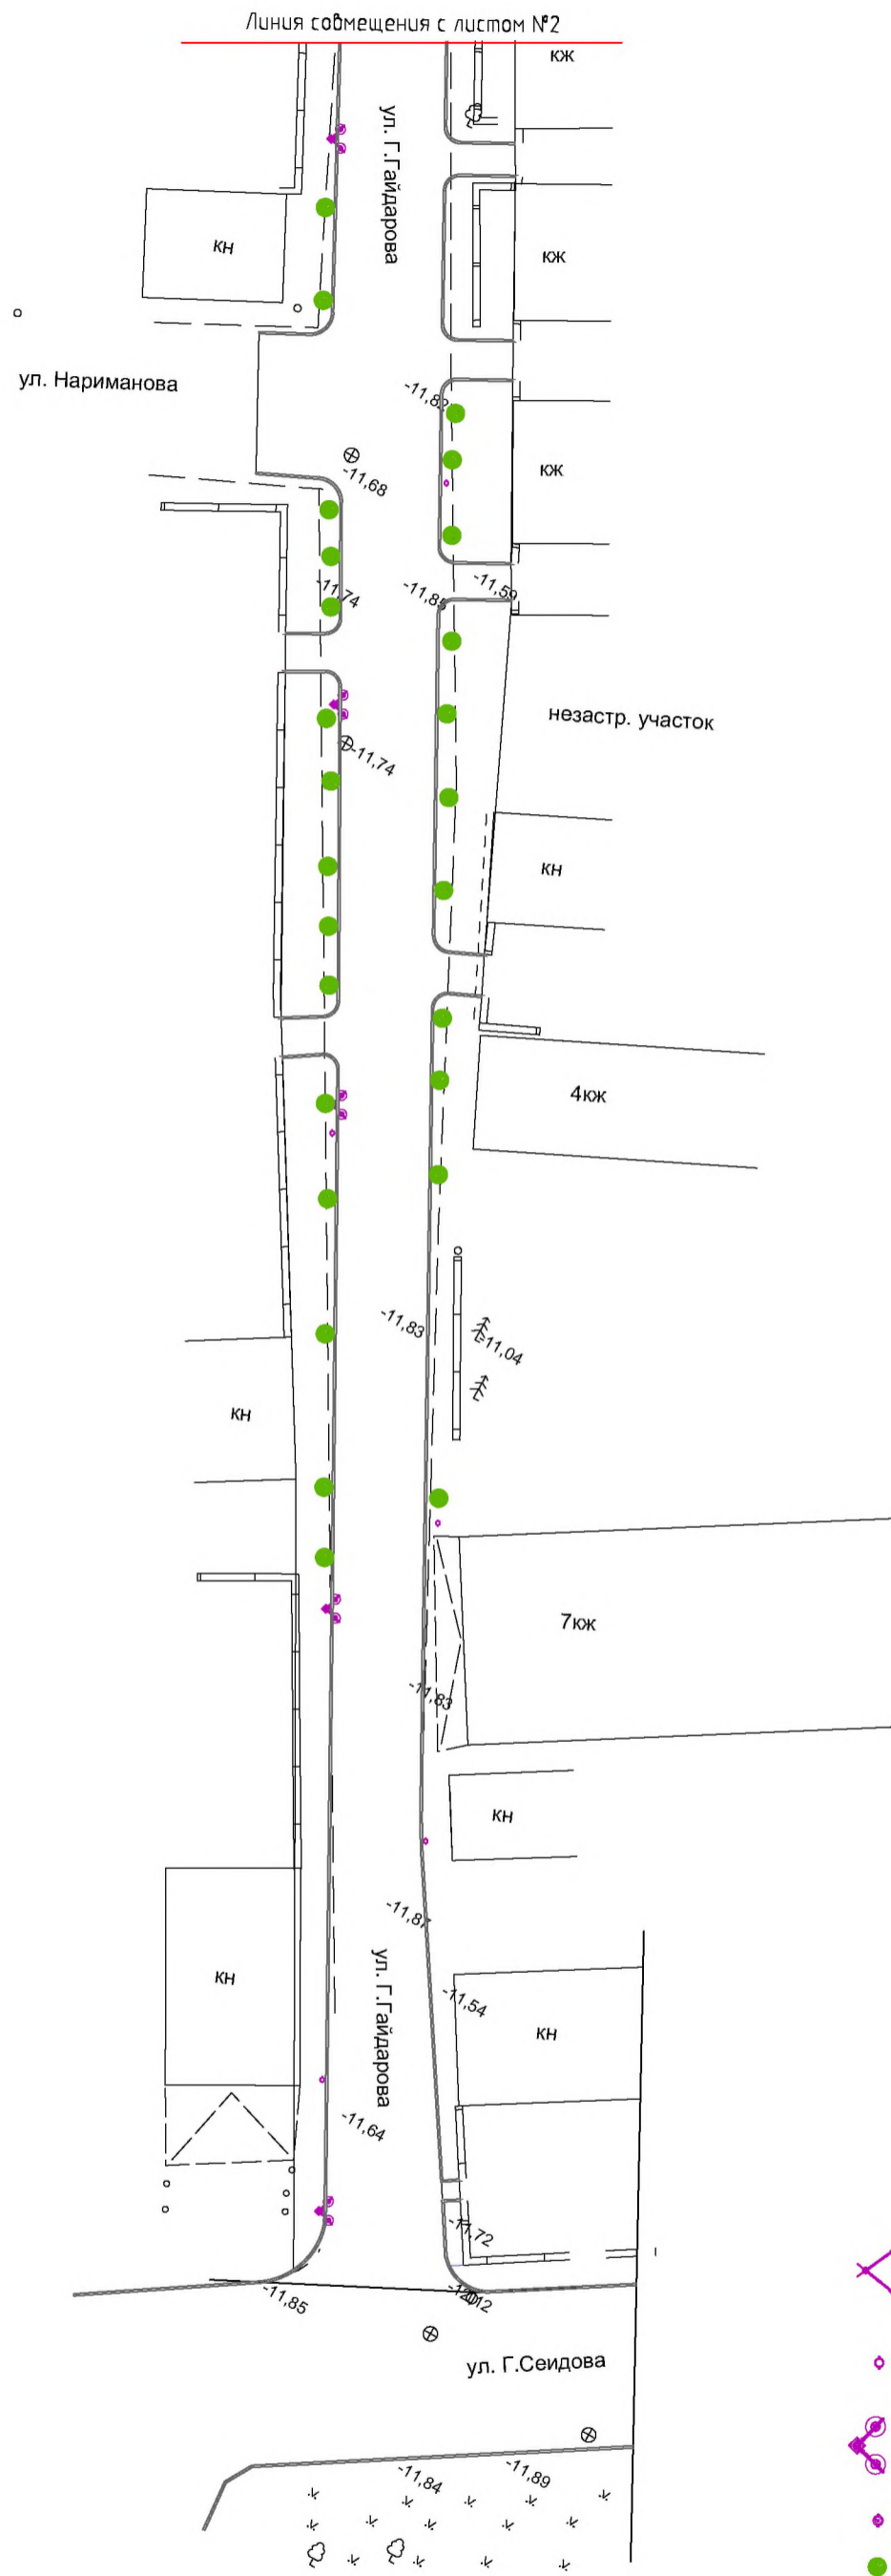 Линия совмещения с листом №2
кж
ул. Г.Гайдарова
кн
кж
ул. Нариманова
-11,82
-11,68
кж
-11,74
-11,85
-11,59
незастр. участок
-11,74
кн
4кж
-11,83
-11,04
кн
7кж
-11,83
кн
-11,87
ул. Г.Гайдарова
кн
-11,54
кн
-11,64
-11,72
-11,85
ул. Г.Сеидова
-11,84
-11,89